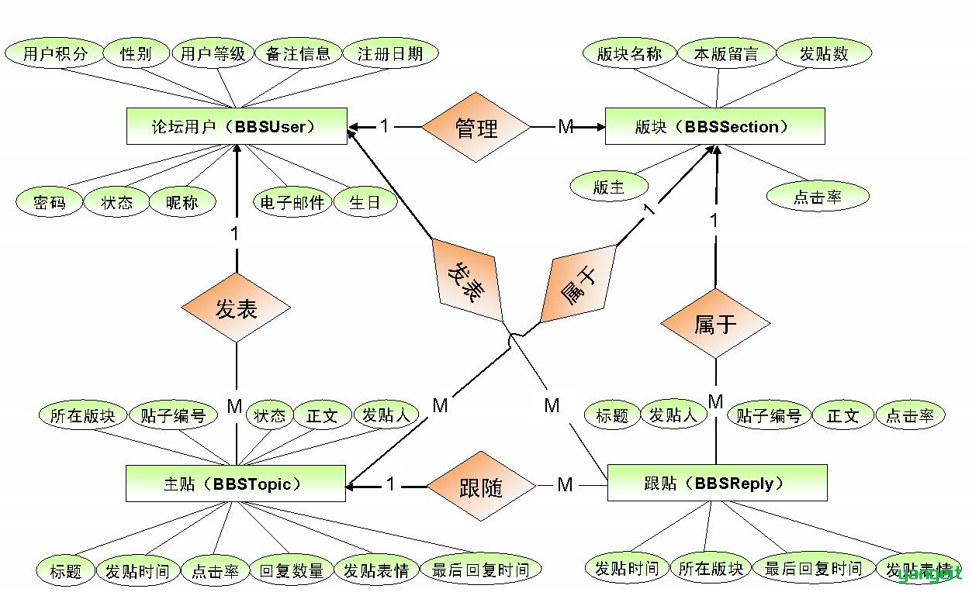 用户积分 性别 用户等级 备注信息 注册日期
版块名称 本版留言 发贴数
论坛用户（BBSUser）
1
管理
M
版块（BBSSection）
密码 状态 昵称 电子邮件 生日
版主
点击率
1
1
1
发表
发表
属于
属于
M
M
M
M
所在版块 贴子编号 状态 正文 发贴人
标题 发贴人 贴子编号 正文 点击率
主贴（BBSTopic）
1
跟随
M
跟贴（BBSReply）
标题 发贴时间 点击率 回复数量 发贴表情 最后回复时间
发贴时间 所在版块 最后回复时间 发贴表情
yangcit